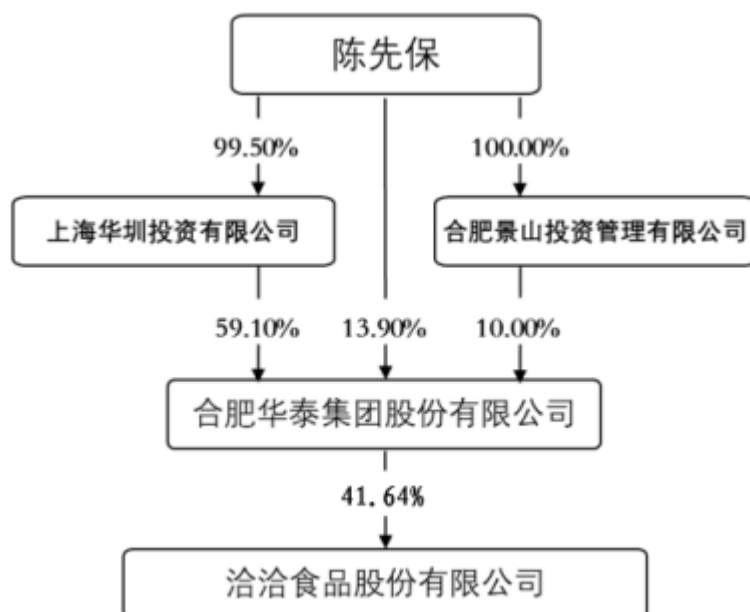 陈先保
99.50%
100.00%
上海华圳投资有限公司
合肥景山投资管理有限公司
59.10%
13.90%
10.00%
合肥华泰集团股份有限公司
41.64%
洽洽食品股份有限公司